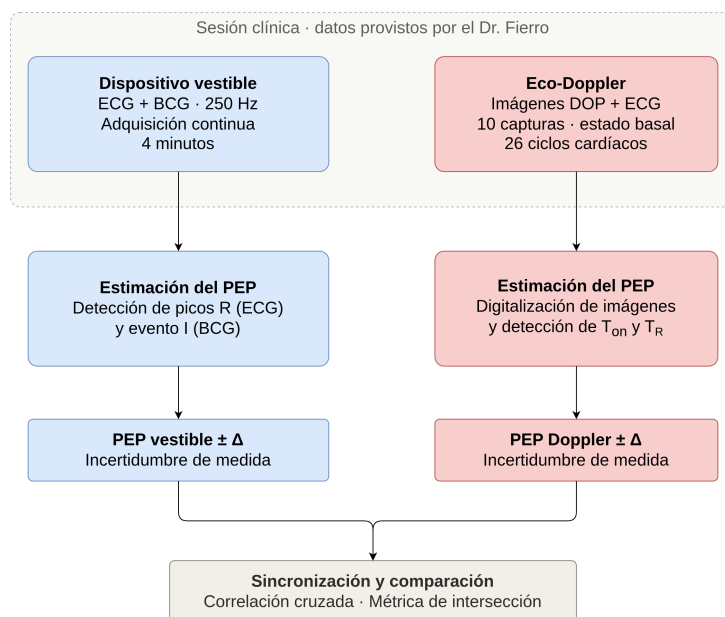 Sesión clínica · datos provistos por el Dr. Fierro
Dispositivo vestible
ECG + BCG · 250 Hz
Adquisición continua
4 minutos
Eco-Doppler
Imágenes DOP + ECG
10 capturas · estado basal
26 ciclos cardíacos
Estimación del PEP
Detección de picos R (ECG)
y evento I (BCG)
Estimación del PEP
Digitalización de imágenes
y detección de Ton y TR
PEP vestible ± Δ
Incertidumbre de medida
PEP Doppler ± Δ
Incertidumbre de medida
Sincronización y comparación
Correlación cruzada · Métrica de intersección